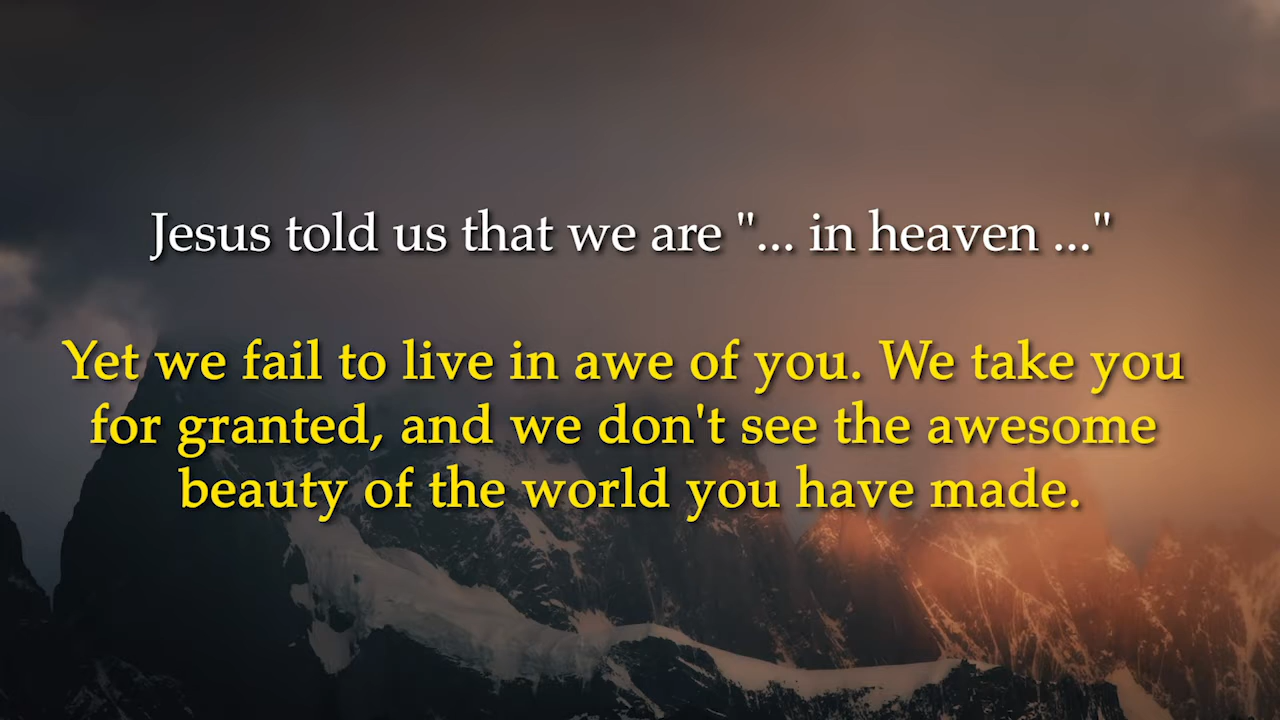 Jesus told us that we are "... in heaven ..."
Yet we fail to live in awe of you. We take you
for granted, and we don't see the awesome
beauty of the world you have made.